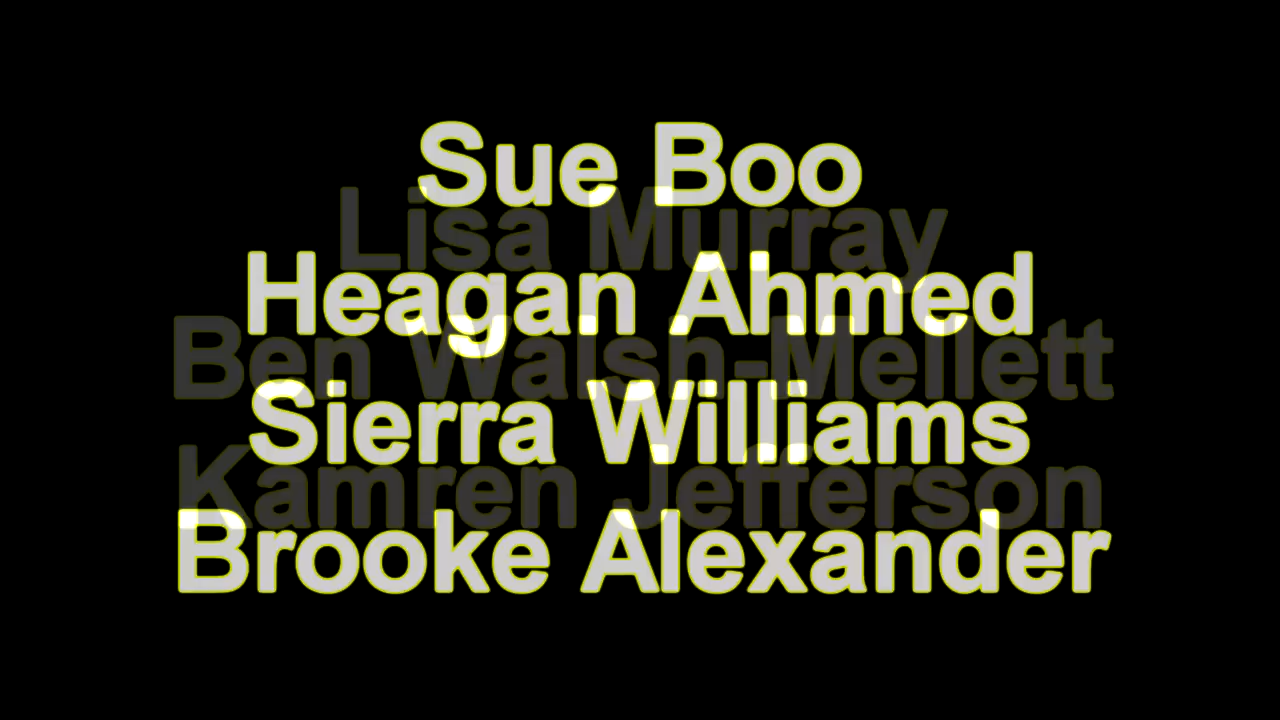 Sue Boo
Lisa Murray
Heagan Ahmed
Ben Walsh-Mellett
Sierra Williams
Kamren Jefferson
Brooke Alexander